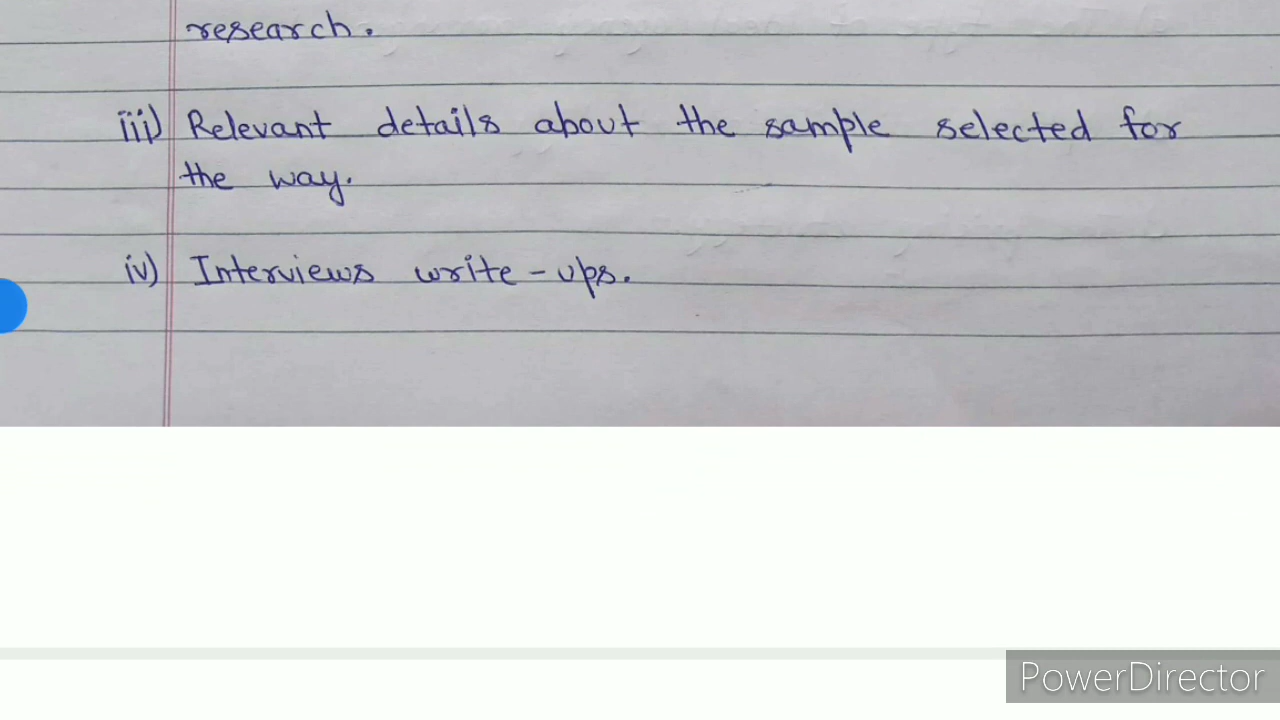 research.
iii) Relevant details about the sample selected for
the way.
iv) Interviews write-ups.
PowerDirector